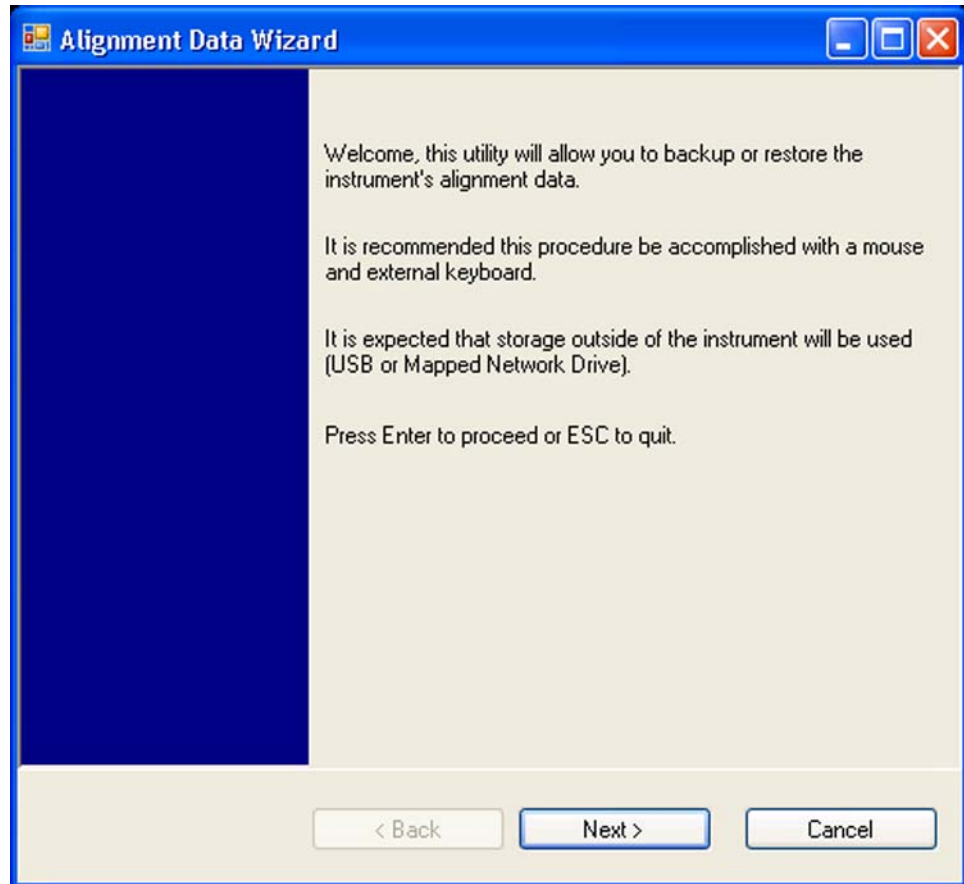 Alignment Data Wizard
Welcome, this utility will allow you to backup or restore the
instrument's alignment data.
It is recommended this procedure be accomplished with a mouse
and external keyboard.
It is expected that storage outside of the instrument will be used
(USB or Mapped Network Drive).
Press Enter to proceed or ESC to quit.
< Back
Next >
Cancel